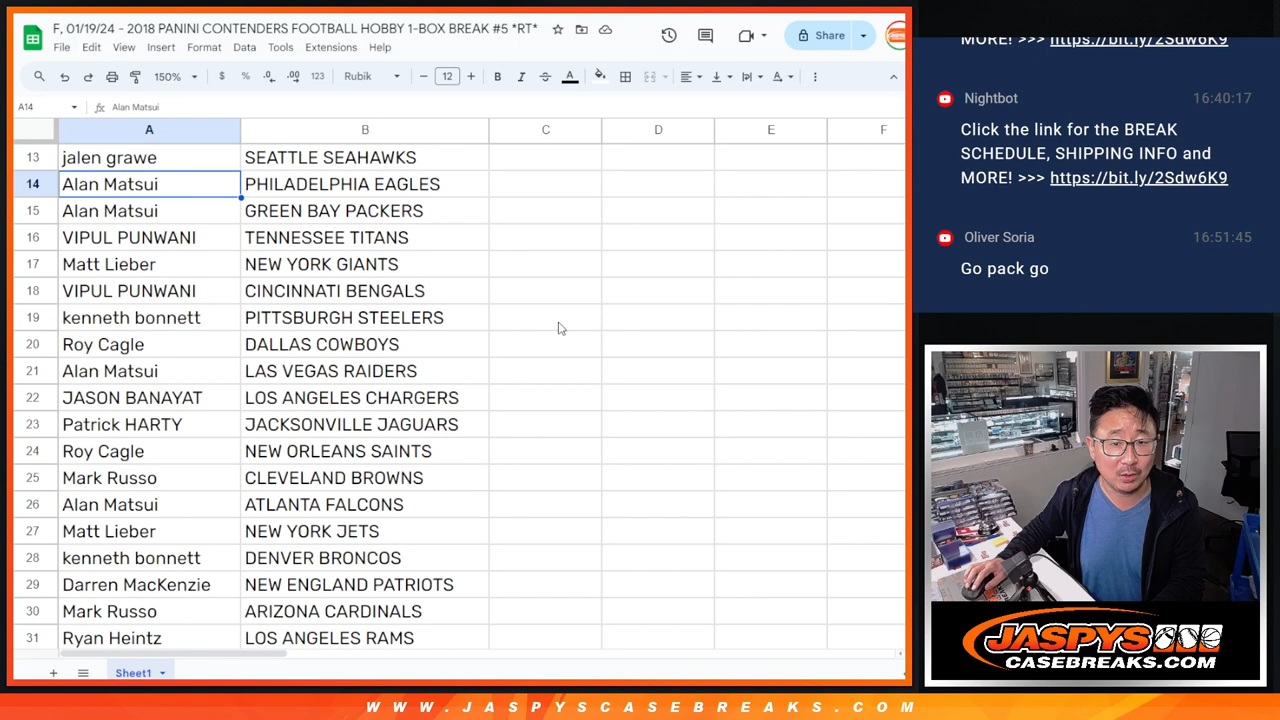 F, 01/19/24 - 2018 PANINI CONTENDERS FOOTBALL HOBBY 1-BOX BREAK #5 *RT*
File Edit View Insert Format Data Tools Extensions Help
Share
150% $ % .0 .00 123 Rubik 12 B I A
A14 fx Alan Matsui
A B C D E F
13 jalen grawe SEATTLE SEAHAWKS
14 Alan Matsui PHILADELPHIA EAGLES
15 Alan Matsui GREEN BAY PACKERS
16 VIPUL PUNWANI TENNESSEE TITANS
17 Matt Lieber NEW YORK GIANTS
18 VIPUL PUNWANI CINCINNATI BENGALS
19 kenneth bonnett PITTSBURGH STEELERS
20 Roy Cagle DALLAS COWBOYS
21 Alan Matsui LAS VEGAS RAIDERS
22 JASON BANAYAT LOS ANGELES CHARGERS
23 Patrick HARTY JACKSONVILLE JAGUARS
24 Roy Cagle NEW ORLEANS SAINTS
25 Mark Russo CLEVELAND BROWNS
26 Alan Matsui ATLANTA FALCONS
27 Matt Lieber NEW YORK JETS
28 kenneth bonnett DENVER BRONCOS
29 Darren MacKenzie NEW ENGLAND PATRIOTS
30 Mark Russo ARIZONA CARDINALS
31 Ryan Heintz LOS ANGELES RAMS
Sheet1
MORE! >>> https://bit.ly/2Sdw6K9
Nightbot 16:40:17
Click the link for the BREAK
SCHEDULE, SHIPPING INFO and
MORE! >>> https://bit.ly/2Sdw6K9
Oliver Soria 16:51:45
Go pack go
JASPYS
CASEBREAKS.COM
WWW.JASPYSCASEBREAKS.COM